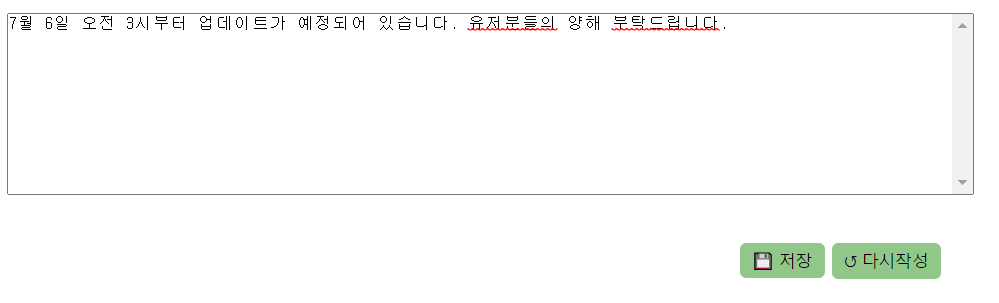 7월 6일 오전 3시부터 업데이트가 예정되어 있습니다. 유저분들의 양해 부탁드립니다.
💾 저장
↺ 다시작성